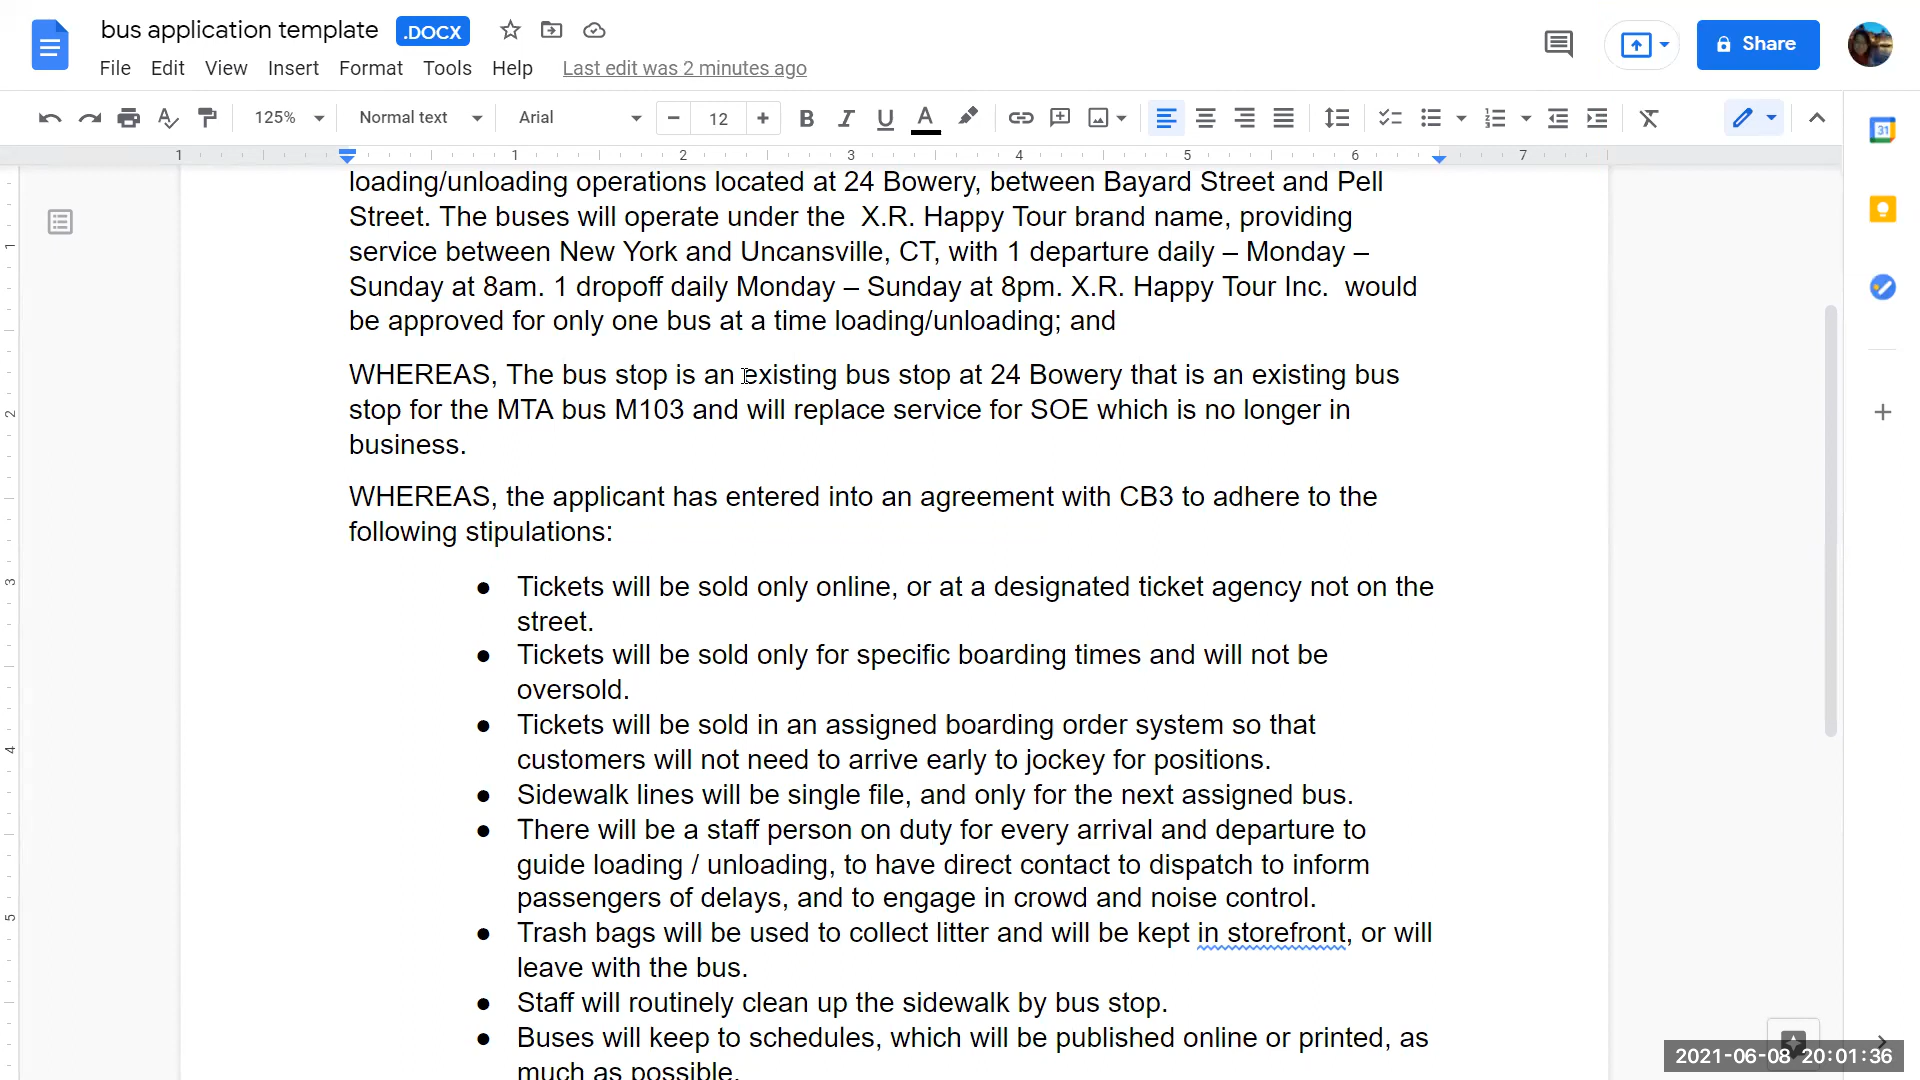 bus application template .DOCX
File Edit View Insert Format Tools Help Last edit was 2 minutes ago
Share
125% Normal text Arial 12
1 1 2 3 4 5 6 7
loading/unloading operations located at 24 Bowery, between Bayard Street and Pell
Street. The buses will operate under the  X.R. Happy Tour brand name, providing
service between New York and Uncansville, CT, with 1 departure daily – Monday –
Sunday at 8am. 1 dropoff daily Monday – Sunday at 8pm. X.R. Happy Tour Inc.  would
be approved for only one bus at a time loading/unloading; and
WHEREAS, The bus stop is an existing bus stop at 24 Bowery that is an existing bus
stop for the MTA bus M103 and will replace service for SOE which is no longer in
business.
WHEREAS, the applicant has entered into an agreement with CB3 to adhere to the
following stipulations:
● Tickets will be sold only online, or at a designated ticket agency not on the
street.
● Tickets will be sold only for specific boarding times and will not be
oversold.
● Tickets will be sold in an assigned boarding order system so that
customers will not need to arrive early to jockey for positions.
● Sidewalk lines will be single file, and only for the next assigned bus.
● There will be a staff person on duty for every arrival and departure to
guide loading / unloading, to have direct contact to dispatch to inform
passengers of delays, and to engage in crowd and noise control.
● Trash bags will be used to collect litter and will be kept in storefront, or will
leave with the bus.
● Staff will routinely clean up the sidewalk by bus stop.
● Buses will keep to schedules, which will be published online or printed, as
much as possible.
1
2
3
4
5
31
2021-06-08 20:01:36